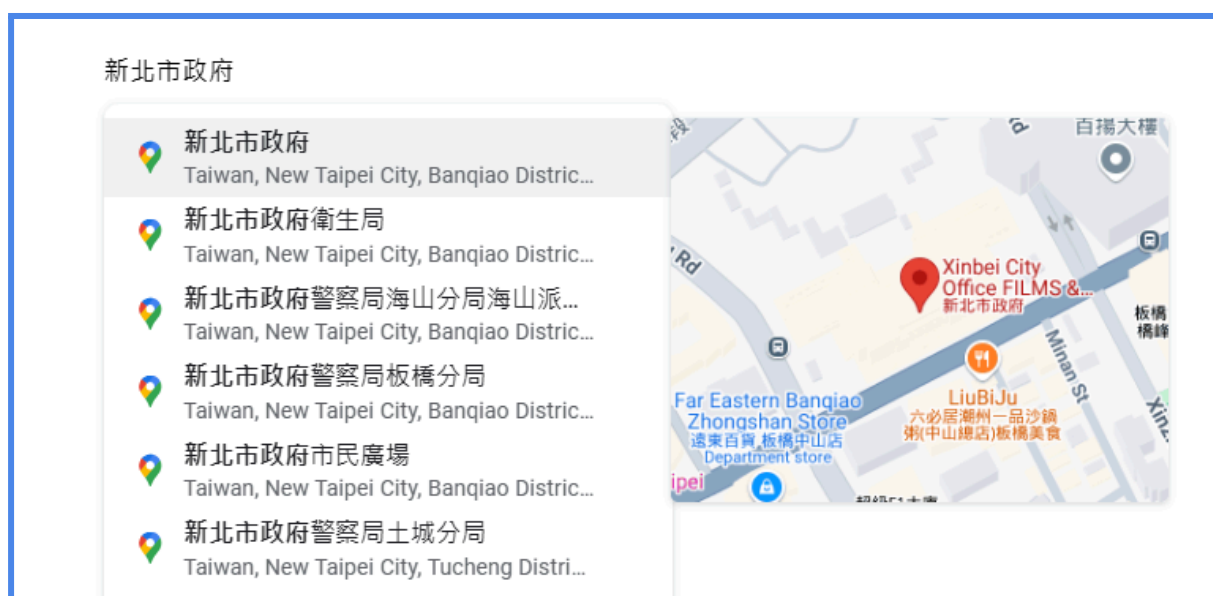 新北市政府
新北市政府
Taiwan, New Taipei City, Banqiao Distric...
新北市政府衛生局
Taiwan, New Taipei City, Banqiao Distric...
新北市政府警察局海山分局海山派...
Taiwan, New Taipei City, Banqiao Distric...
新北市政府警察局板橋分局
Taiwan, New Taipei City, Banqiao Distric...
新北市政府市民廣場
Taiwan, New Taipei City, Banqiao Distric...
新北市政府警察局土城分局
Taiwan, New Taipei City, Tucheng Distri...
段
rd
百揚大樓
Rd
Xinbei City
Office FILMS &...
新北市政府
板橋
橋峰
Minan St
LiuBiJu
六必居潮州一品沙鍋
粥(中山總店)板橋美食
Far Eastern Banqiao
Zhongshan Store
遠東百貨 板橋中山店
Department store
ipei
Xinz